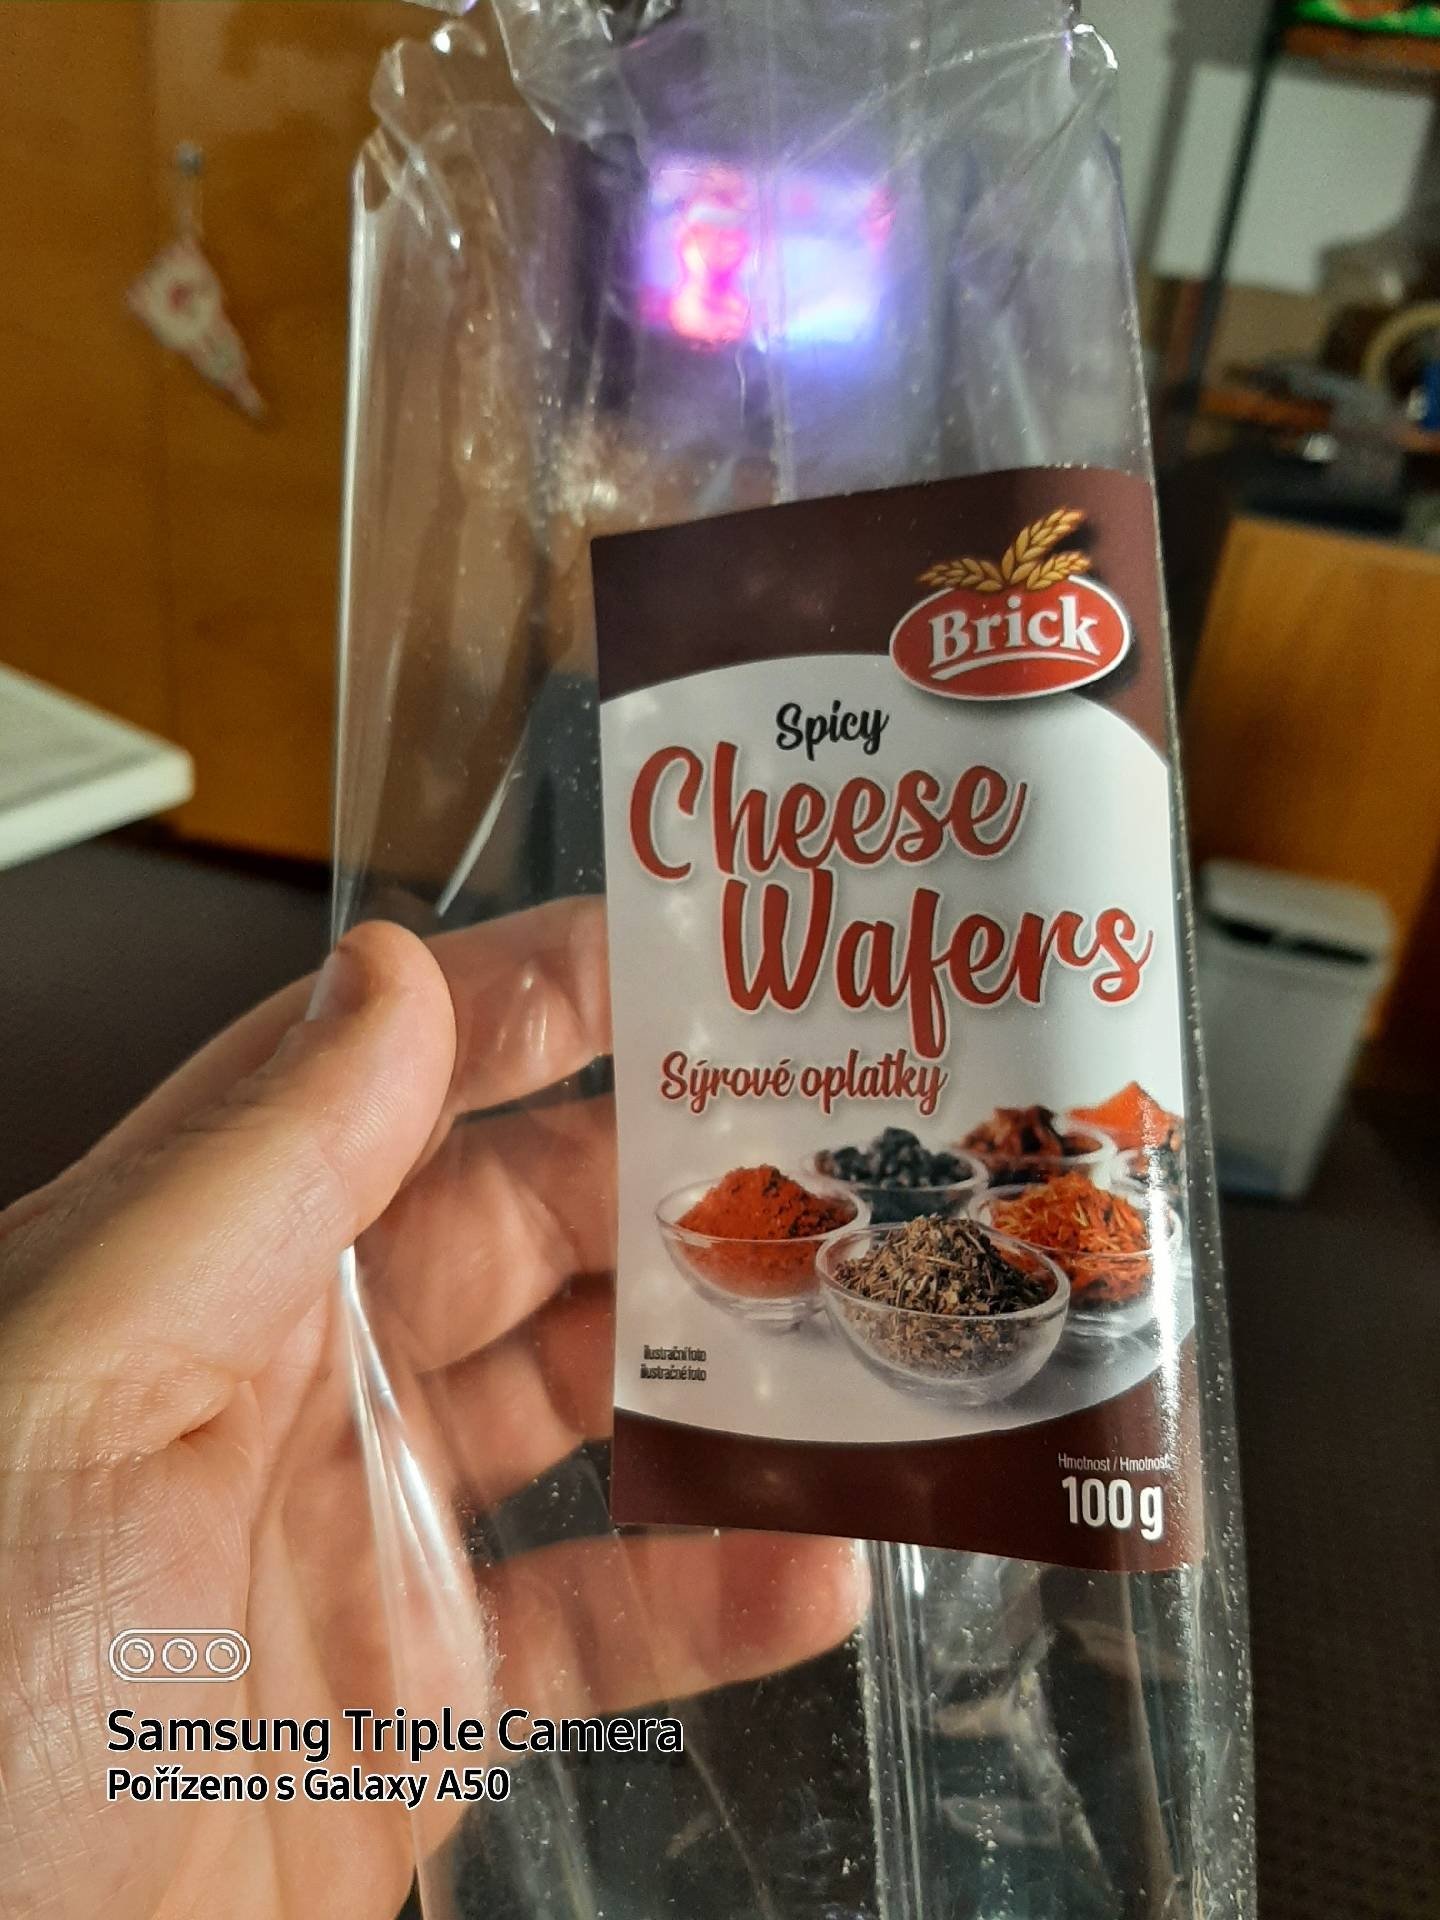 Brick
Spicy
Cheese
Wafers
Sýrové oplatky
ilustrační foto
ilustračné foto
Hmotnost / Hmotnosť
100 g
Samsung Triple Camera
Pořízeno s Galaxy A50